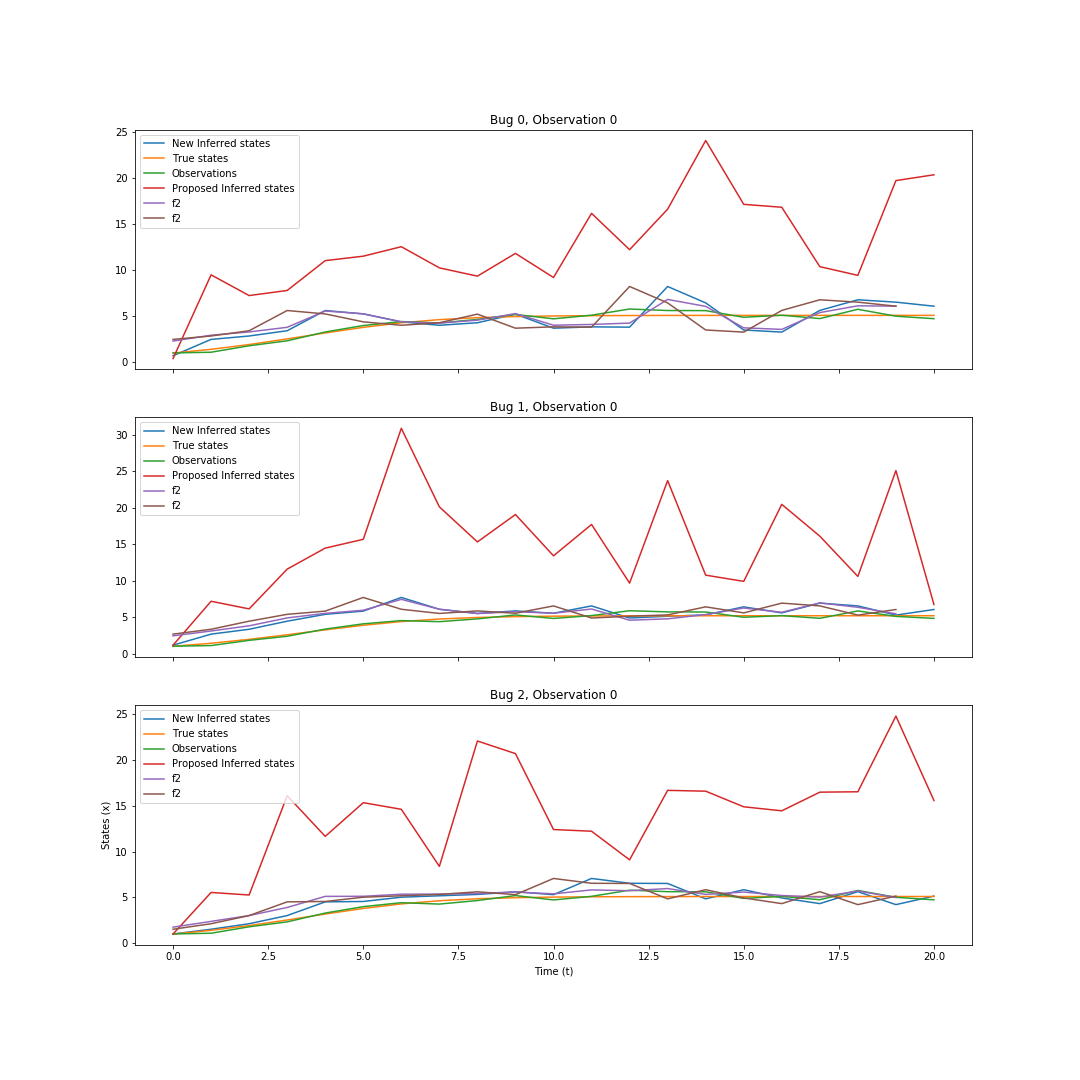 Bug 0, Observation 0
25
20
15
10
5
0
New Inferred states
True states
Observations
Proposed Inferred states
f2
f2
Bug 1, Observation 0
30
25
20
15
10
5
0
New Inferred states
True states
Observations
Proposed Inferred states
f2
f2
Bug 2, Observation 0
25
20
15
10
5
0
States (x)
New Inferred states
True states
Observations
Proposed Inferred states
f2
f2
0.0 2.5 5.0 7.5 10.0 12.5 15.0 17.5 20.0
Time (t)